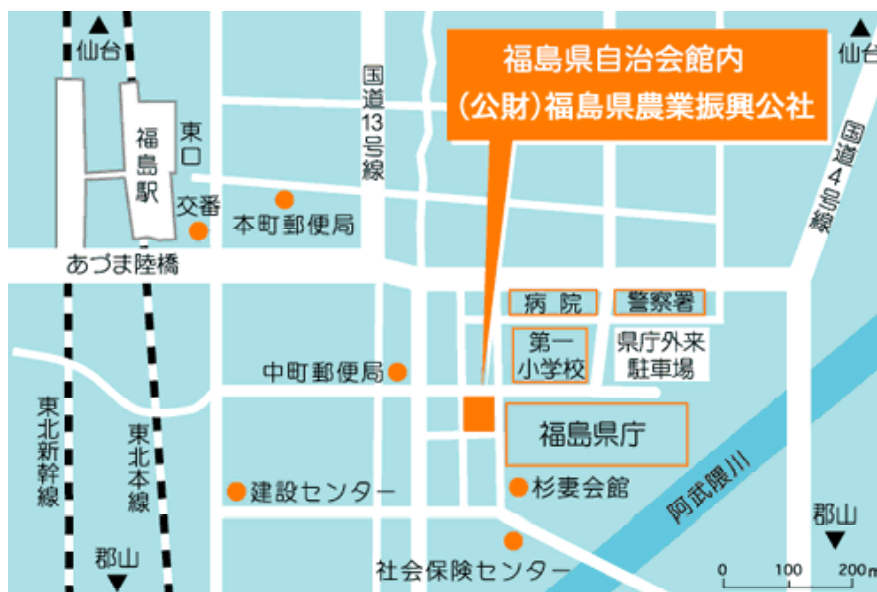 仙台
仙台
福島県自治会館内
(公財)福島県農業振興公社
国道13号線
国道4号線
東口
福島駅
交番
本町郵便局
あづま陸橋
病院
警察署
第一
小学校
県庁外来
駐車場
中町郵便局
福島県庁
東北新幹線
東北本線
建設センター
杉妻会館
阿武隈川
社会保険センター
郡山
郡山
0 100 200m